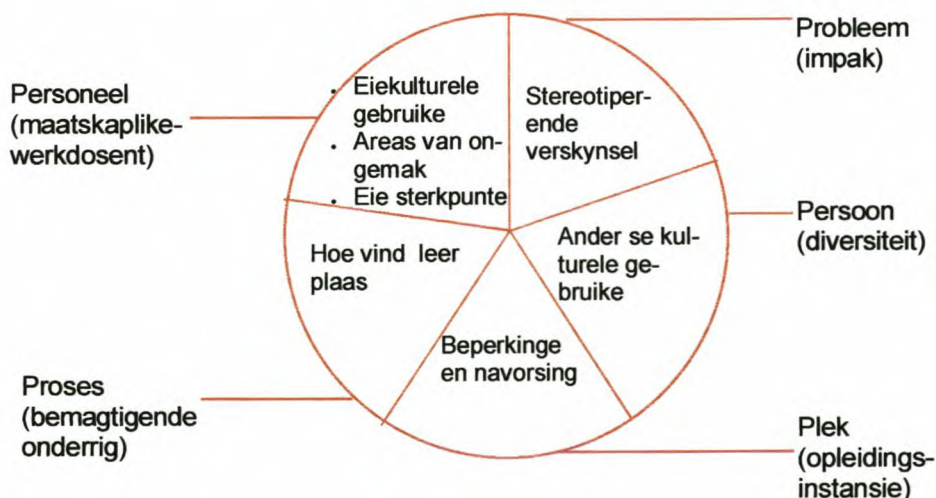 Probleem
(impak)
Personeel
(maatskaplike-
werkdosent)
. Eiekulturele
gebruike
. Areas van on-
gemak
. Eie sterkpunte
Stereotiper-
ende
verskynsel
Persoon
(diversiteit)
Ander se kul-
turele ge-
bruike
Hoe vind leer
plaas
Beperkinge
en navorsing
Proses
(bemagtigende
onderrig)
Plek
(opleidings-
instansie)